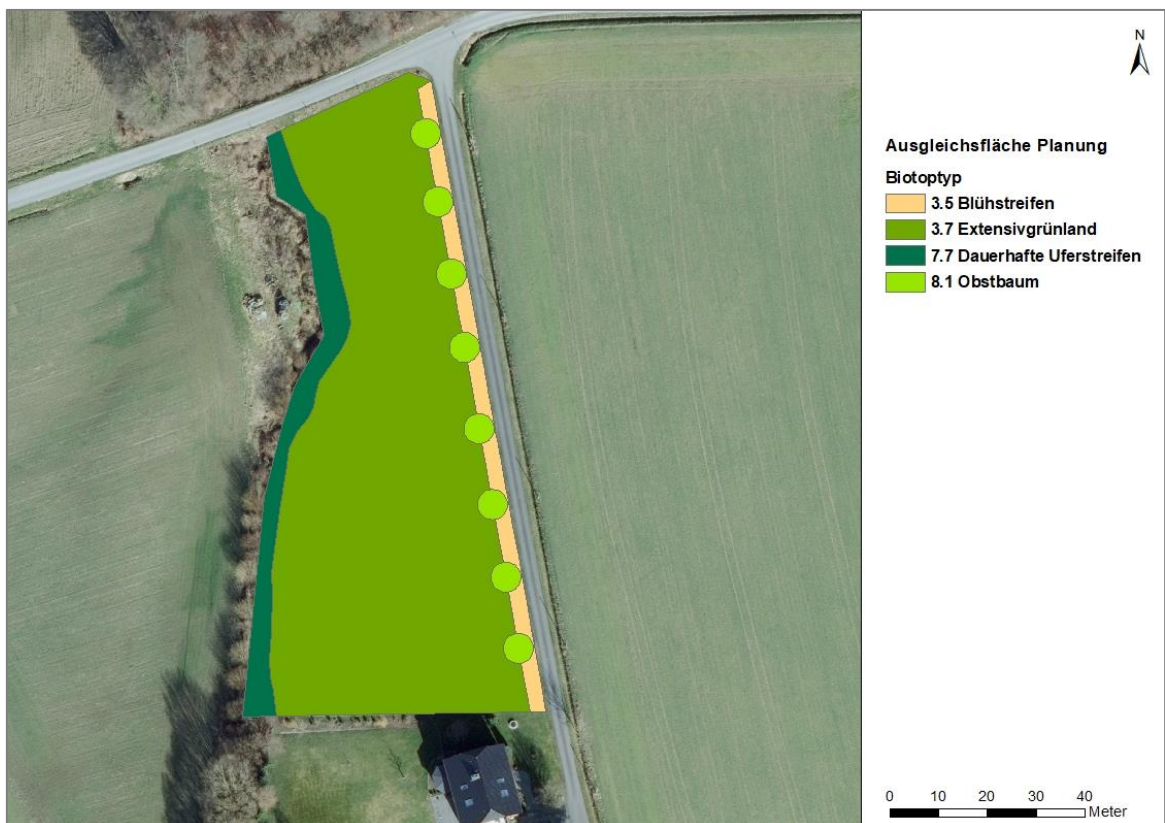 N
Ausgleichsfläche Planung
Biotoptyp
3.5 Blühstreifen
3.7 Extensivgrünland
7.7 Dauerhafte Uferstreifen
8.1 Obstbaum
0 10 20 30 40
Meter